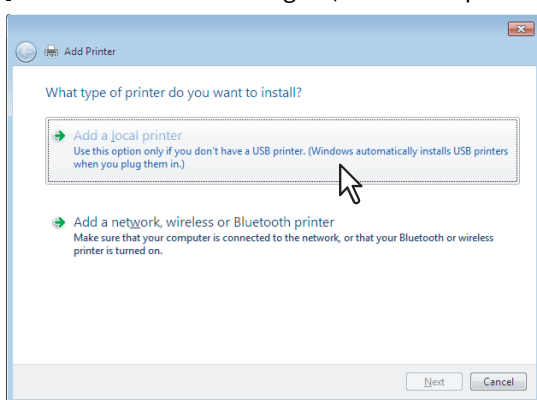 Add Printer
What type of printer do you want to install?
Add a local printer
Use this option only if you don't have a USB printer. (Windows automatically installs USB printers
when you plug them in.)
Add a network, wireless or Bluetooth printer
Make sure that your computer is connected to the network, or that your Bluetooth or wireless
printer is turned on.
Next Cancel